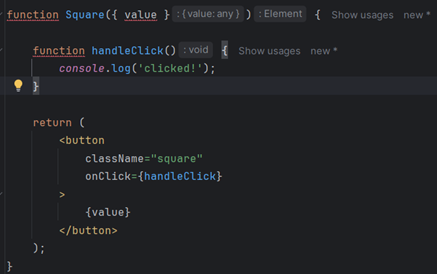 function Square({ value } : {value: any} ) : Element { Show usages new *
function handleClick() : void { Show usages new *
console.log('clicked!');
}
return (
<button
className="square"
onClick={handleClick}
>
{value}
</button>
);
}